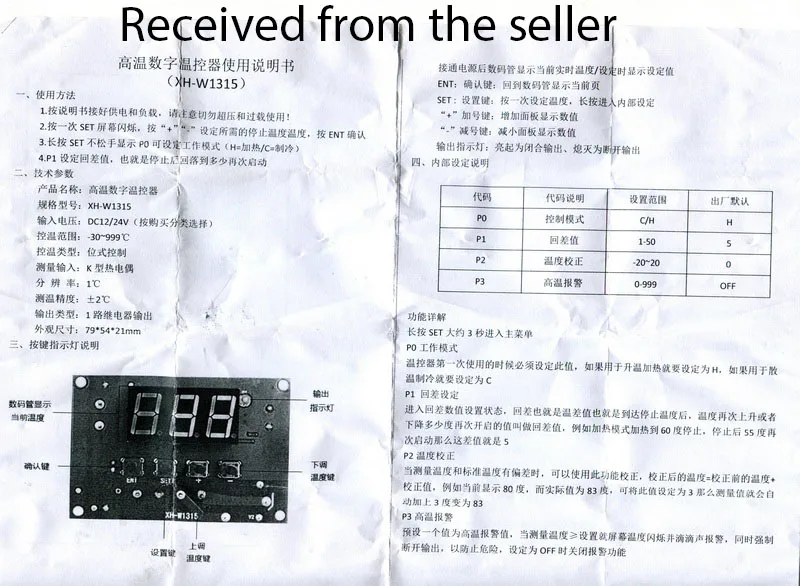 Received from the seller
高温数字温控器使用说明书
（XH-W1315）
一、使用方法
1.按说明书接好供电和负载，请注意切勿超压和过载使用！
2.按一次 SET 屏幕闪烁，按“+”“-”设定所需的停止温度温度，按 ENT 确认
3.长按 SET 不松手显示 P0 可设定工作模式（H=加热/C=制冷）
4.P1 设定回差值，也就是停止后回落到多少再次启动
二、技术参数
产品名称：高温数字温控器
规格型号：XH-W1315
输入电压：DC12/24V（按购买分类选择）
控温范围：-30~999℃
控温类型：位式控制
测量输入：K 型热电偶
分 辨 率：1℃
测温精度：±2℃
输出类型：1 路继电器输出
外观尺寸：79*54*21mm
三、按键指示灯说明
数码管显示
当前温度
输出
指示灯
确认键
下调
温度键
ENT SET + -
XH-W1315
V2
设置键
上调
温度键
接通电源后数码管显示当前实时温度/设定时显示设定值
ENT：确认键：回到数码管显示当前页
SET：设置键：按一次设定温度，长按进入内部设定
“+”加号键：增加面板显示数值
“-”减号键：减小面板显示数值
输出指示灯：亮起为闭合输出、熄灭为断开输出
四、内部设定说明
代码 代码说明 设置范围 出厂默认
P0 控制模式 C/H H
P1 回差值 1-50 5
P2 温度校正 -20~20 0
P3 高温报警 0-999 OFF
功能详解
长按 SET 大约 3 秒进入主菜单
P0 工作模式
温控器第一次使用的时候必须设定此值，如果用于升温加热就要设定为 H，如果用于散
温制冷就要设定为 C
P1 回差设定
进入回差数值设置状态，回差也就是温差值也就是到达停止温度后，温度再次上升或者
下降多少度再次开启的值叫做回差值，例如加热模式加热到 60 度停止，停止后 55 度再
次启动那么这差值就是 5
P2 温度校正
当测量温度和标准温度有偏差时，可以使用此功能校正，校正后的温度=校正前的温度+
校正值，例如当前显示 80 度，而实际值为 83 度，可将此值设定为 3 那么测量值就会自
动加上 3 度变为 83
P3 高温报警
预设一个值为高温报警值，当测量温度≥设置就屏幕温度闪烁并滴滴声报警，同时强制
断开输出，以防止危险，设定为 OFF 时关闭报警功能